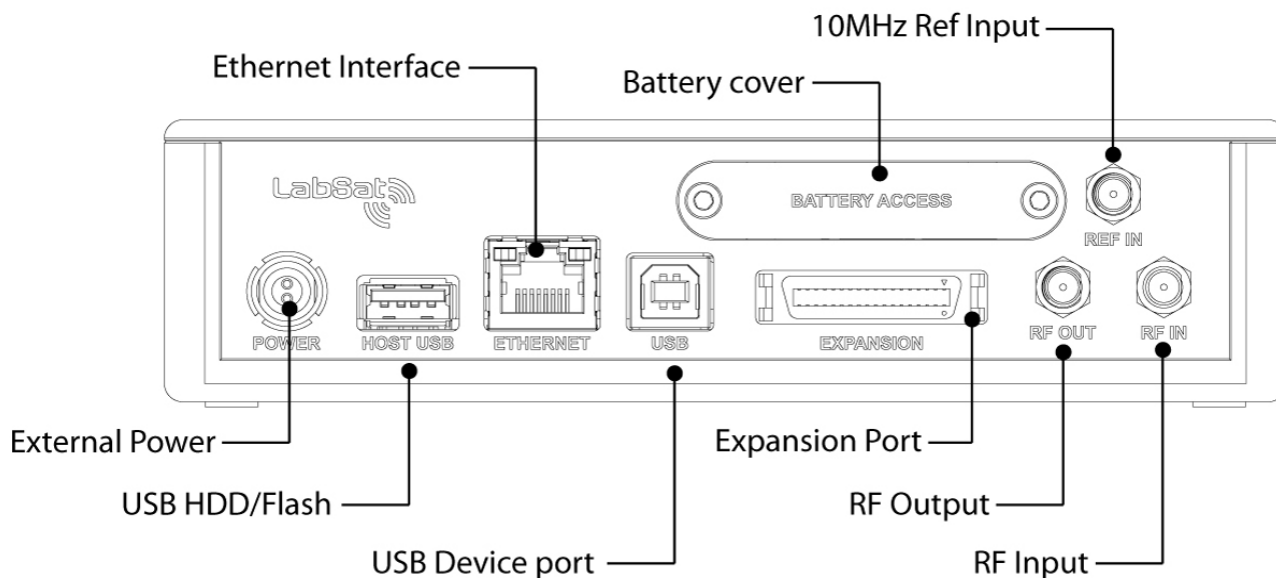 10MHz Ref Input
Ethernet Interface
Battery cover
LabSat
BATTERY ACCESS
REF IN
POWER
HOST USB
ETHERNET
USB
EXPANSION
RF OUT
RF IN
External Power
Expansion Port
USB HDD/Flash
RF Output
USB Device port
RF Input